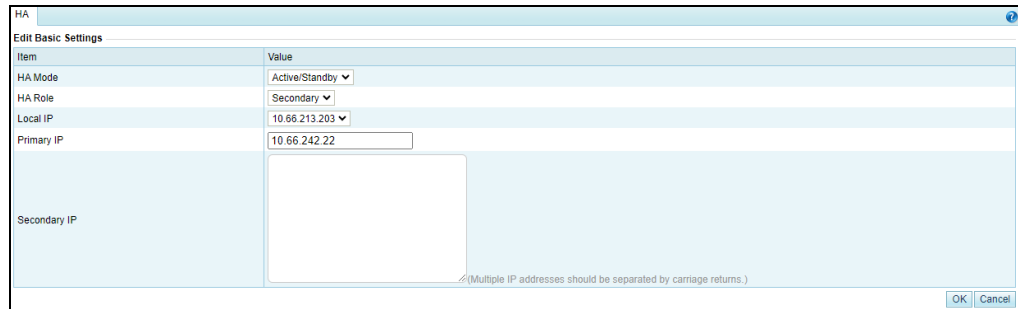 HA
Edit Basic Settings
Item Value
HA Mode Active/Standby
HA Role Secondary
Local IP 10.66.213.203
Primary IP 10.66.242.22
Secondary IP
(Multiple IP addresses should be separated by carriage returns.)
OK Cancel